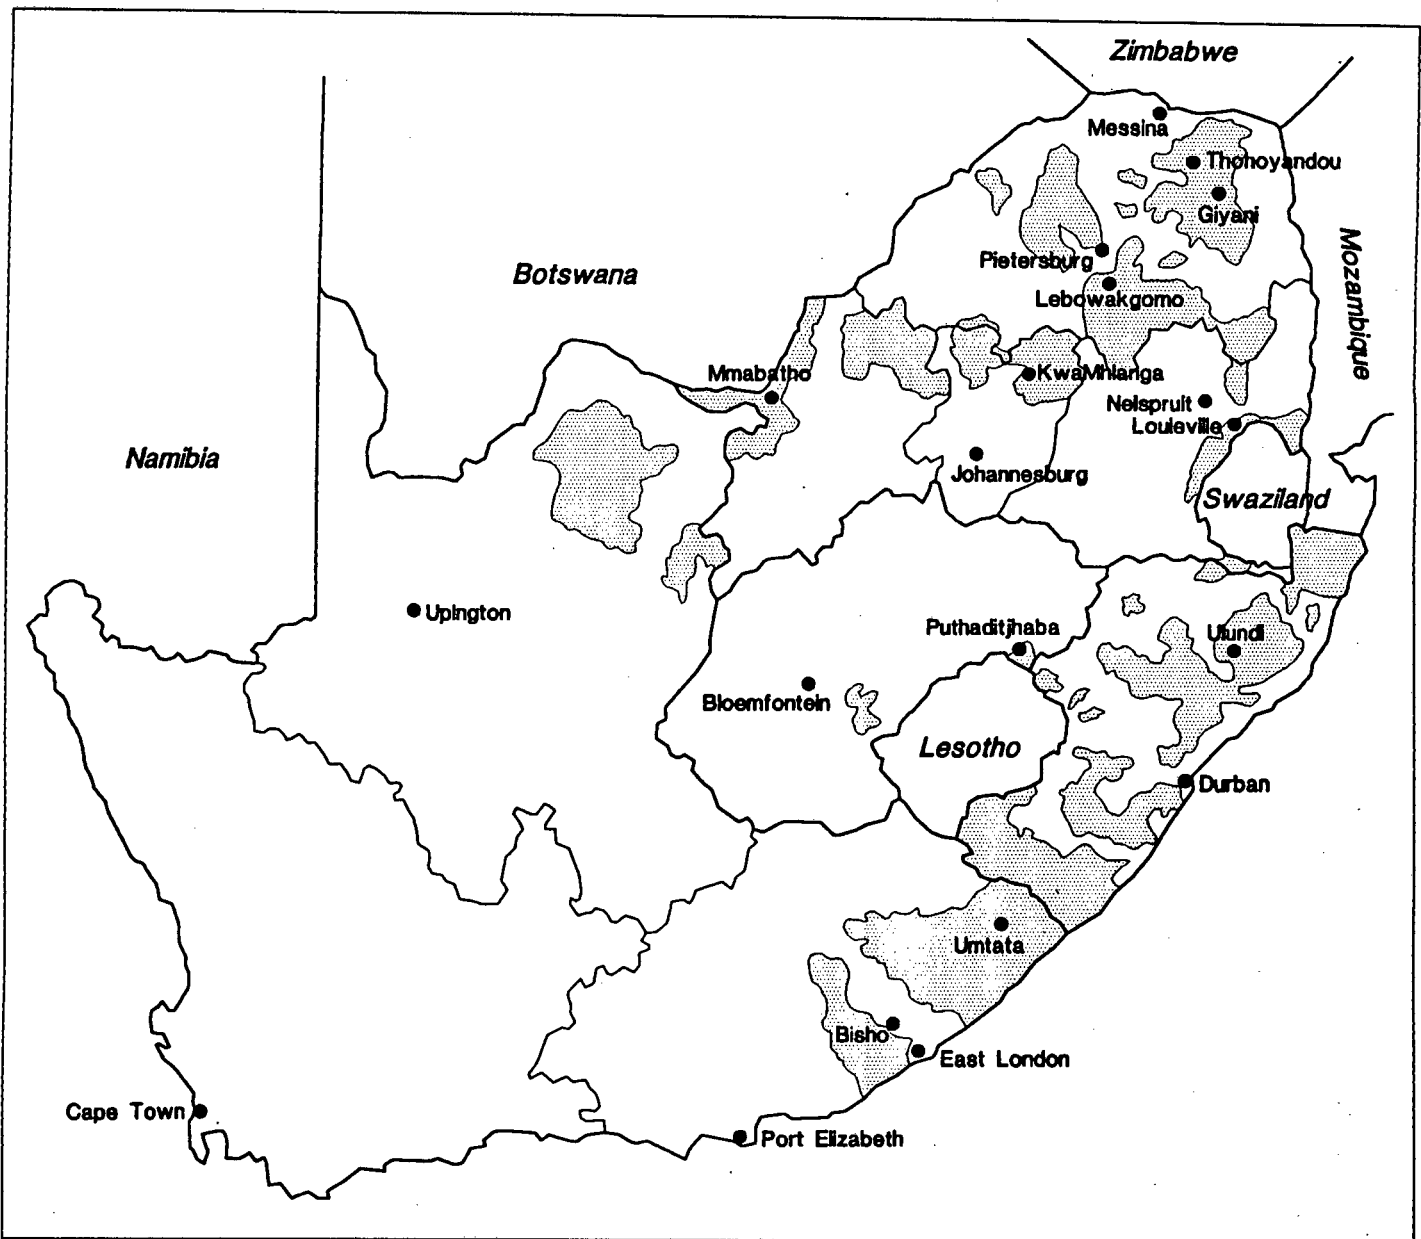 Zimbabwe
Messina
Thohoyandou
Giyani
Mozambique
Pietersburg
Botswana
Lebowakgomo
Mmabatho
KwaMhlanga
Nelspruit
Louieville
Namibia
Johannesburg
Swaziland
Upington
Puthaditjhaba
Ulundi
Bloemfontein
Lesotho
Durban
Umtata
Bisho
East London
Cape Town
Port Elizabeth